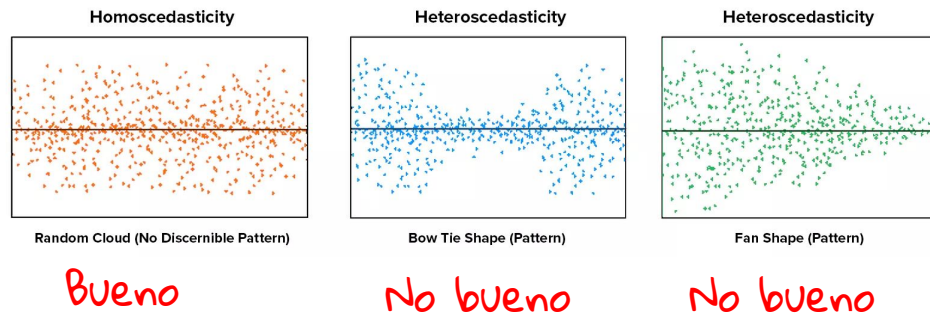 Homoscedasticity
Heteroscedasticity
Heteroscedasticity
Random Cloud (No Discernible Pattern)
Bow Tie Shape (Pattern)
Fan Shape (Pattern)
Bueno
No bueno
No bueno